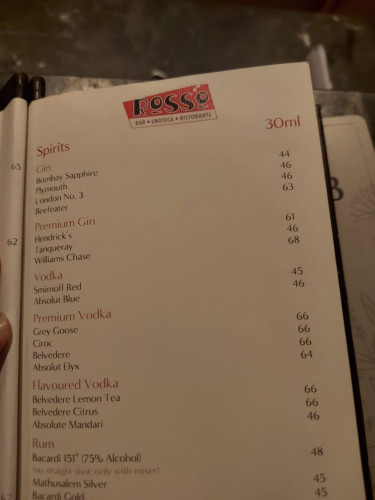 ROSSO
BAR • ENOTECA • RISTORANTE
Spirits 30ml
Gin
Bombay Sapphire 44
Plymouth 46
London No. 3 46
Beefeater 63
Premium Gin
Hendrick's 61
Tanqueray 46
Williams Chase 68
Vodka
Smirnoff Red 45
Absolut Blue 46
Premium Vodka
Grey Goose 66
Ciroc 66
Belvedere 66
Absolut Elyx 64
Flavoured Vodka
Belvedere Lemon Tea 66
Belvedere Citrus 66
Absolute Mandari 46
Rum
Bacardi 151° (75% Alcohol) 48
(no straight shot, only with mixer)
Mathusalem Silver 45
Bacardi Gold 45
65
62